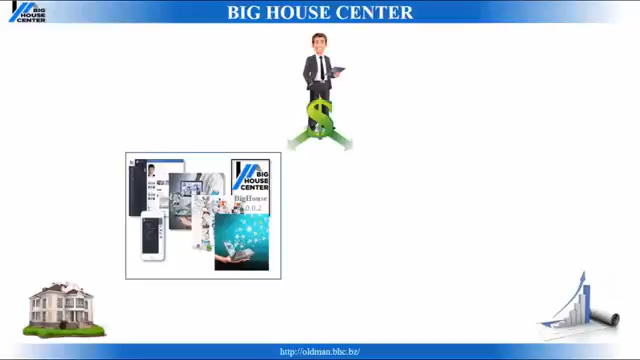 BIG
HOUSE
CENTER
BIG HOUSE CENTER
$
BIG
HOUSE
CENTER
BigHouse
http://oldman.bhc.bz/